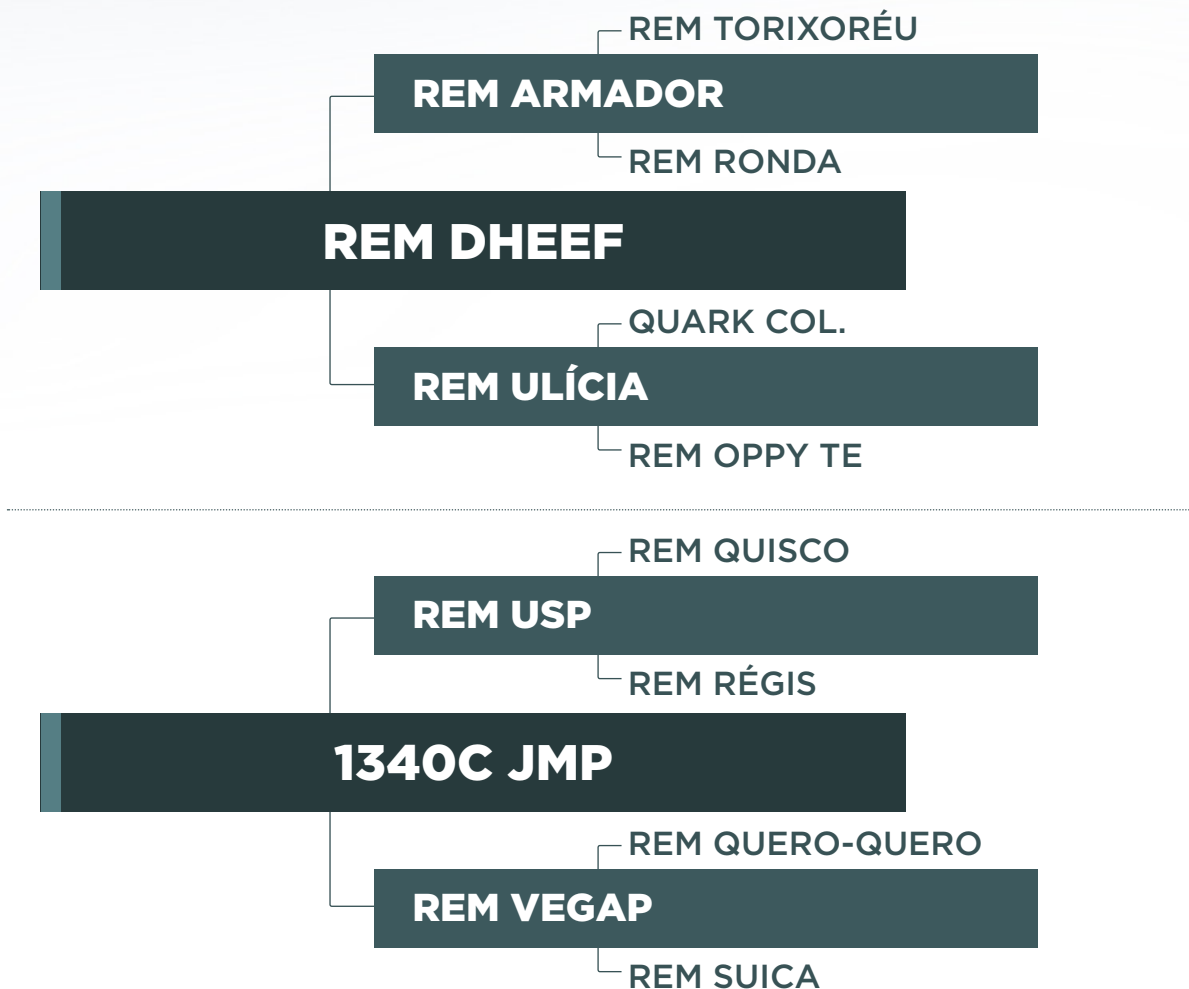 REM TORIXORÉU
REM ARMADOR
REM RONDA
REM DHEEF
QUARK COL.
REM ULÍCIA
REM OPPY TE
REM QUISCO
REM USP
REM RÉGIS
1340C JMP
REM QUERO-QUERO
REM VEGAP
REM SUICA